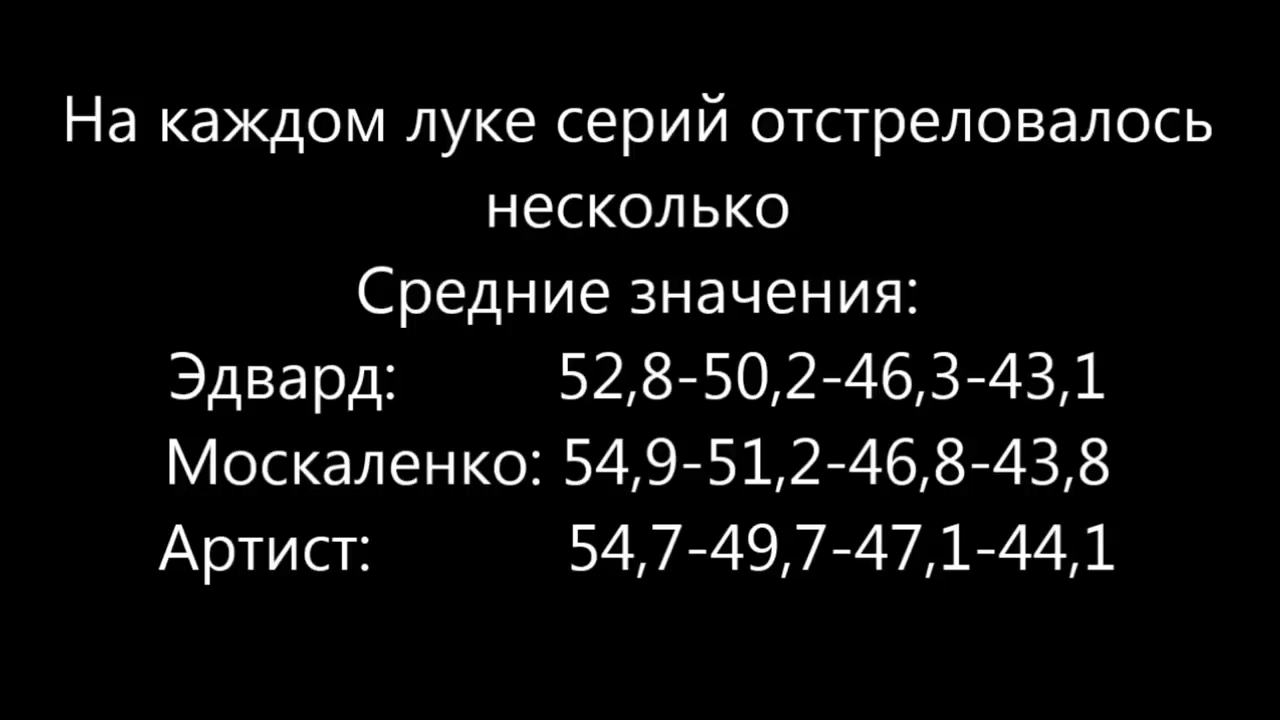 На каждом луке серий отстреловалось
несколько
Средние значения:
Эдвард: 52,8-50,2-46,3-43,1
Москаленко: 54,9-51,2-46,8-43,8
Артист: 54,7-49,7-47,1-44,1